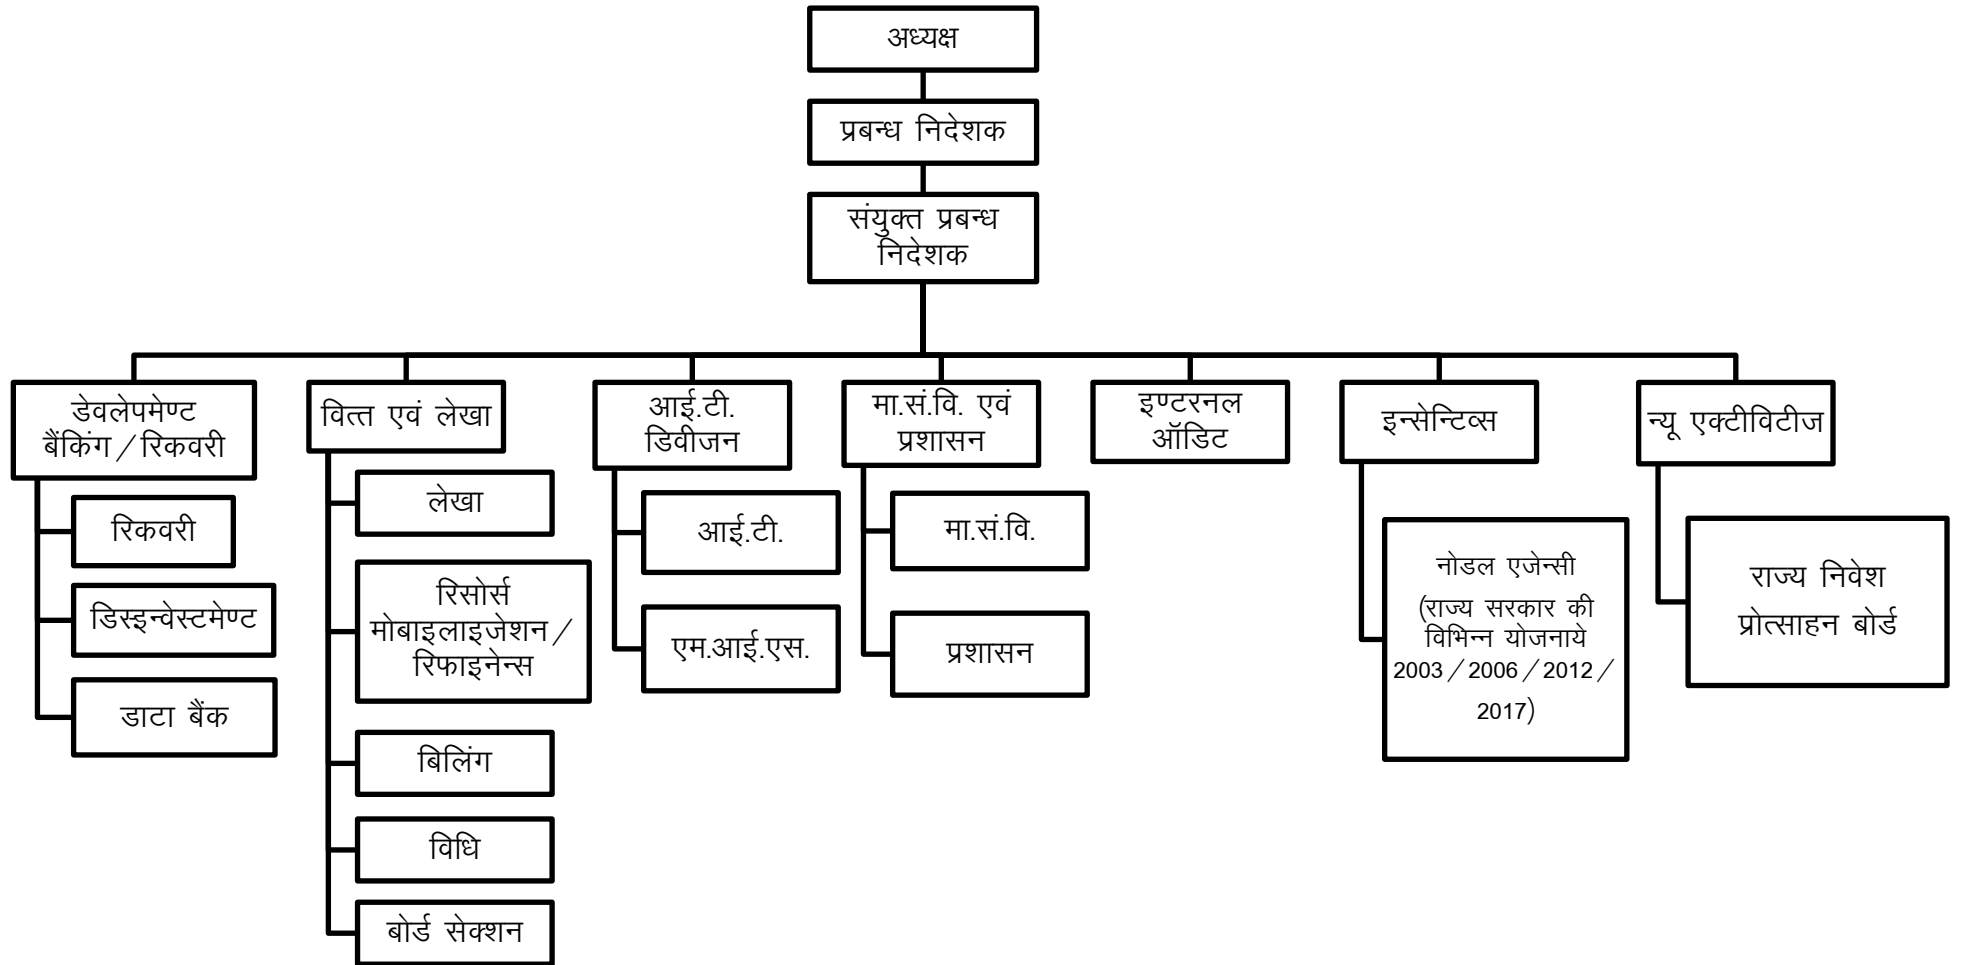 अध्यक्ष
प्रबन्ध निदेशक
संयुक्त प्रबन्ध
निदेशक
डेवलेपमेण्ट
बैंकिंग / रिकवरी
रिकवरी
डिस्इन्वेस्टमेण्ट
डाटा बैंक
वित्त एवं लेखा
लेखा
रिसोर्स
मोबाइलाइजेशन /
रिफाइनेन्स
बिलिंग
विधि
बोर्ड सेक्शन
आई.टी.
डिवीजन
आई.टी.
एम.आई.एस.
मा.सं.वि. एवं
प्रशासन
मा.सं.वि.
प्रशासन
इण्टरनल
ऑडिट
इन्सेन्टिव्स
नोडल एजेन्सी
(राज्य सरकार की
विभिन्न योजनाये
2003 / 2006 / 2012 /
2017)
न्यू एक्टीविटीज
राज्य निवेश
प्रोत्साहन बोर्ड